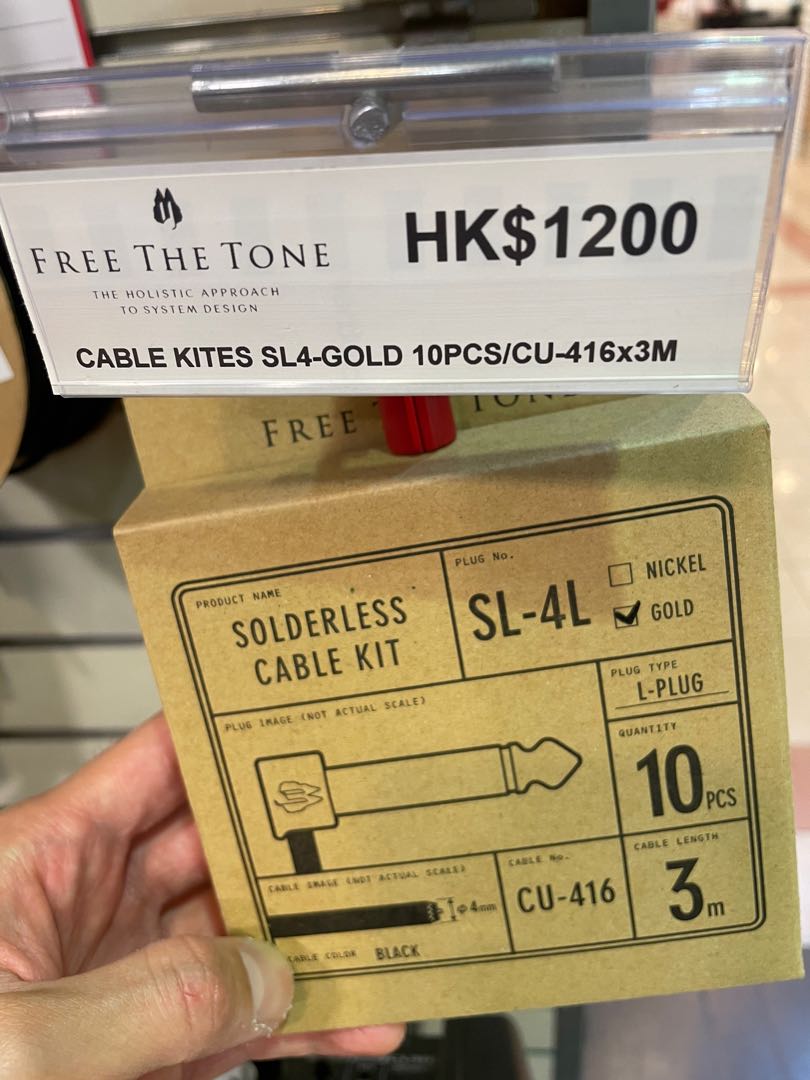 FREE THE TONE
THE HOLISTIC APPROACH
TO SYSTEM DESIGN
HK$1200
CABLE KITES SL4-GOLD 10PCS/CU-416x3M
FREE TONE
PRODUCT NAME
SOLDERLESS
CABLE KIT
PLUG No.
SL-4L
NICKEL
GOLD
PLUG IMAGE (NOT ACTUAL SCALE)
PLUG TYPE
L-PLUG
QUANTITY
10PCS
CABLE IMAGE (NOT ACTUAL SCALE)
φ4mm
CABLE COLOR BLACK
CABLE No.
CU-416
CABLE LENGTH
3m